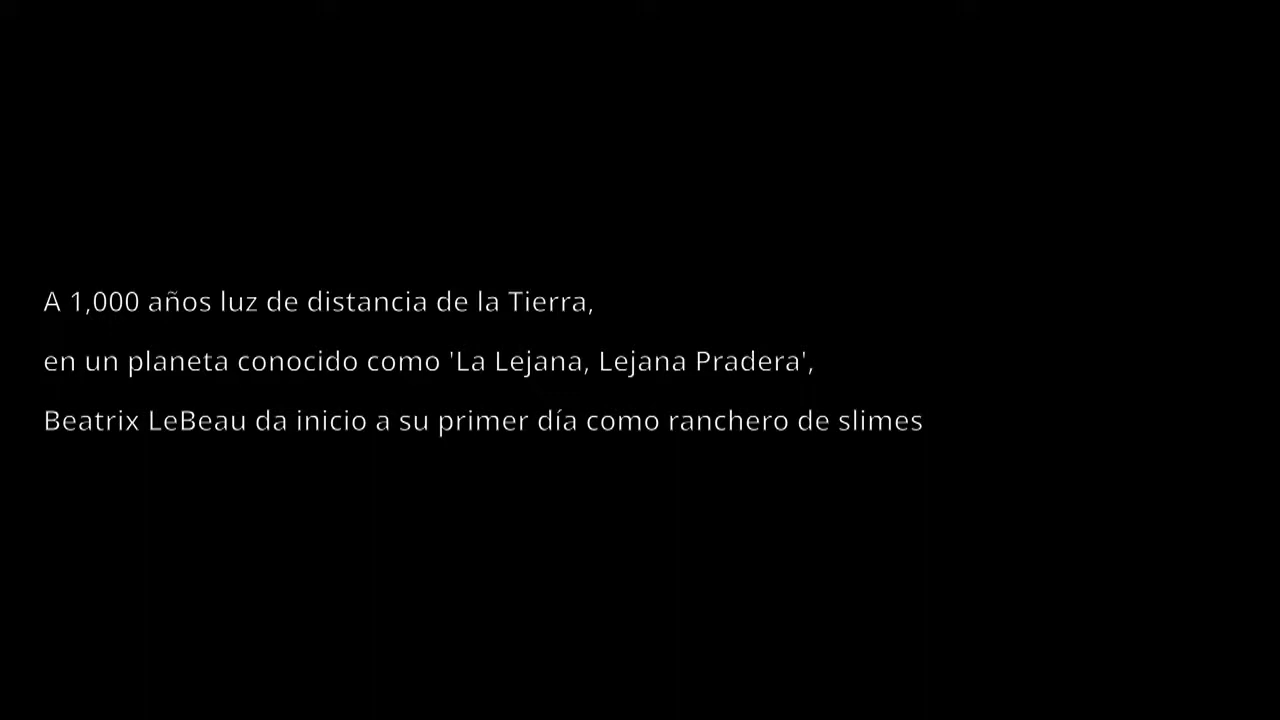 A 1,000 años luz de distancia de la Tierra,
en un planeta conocido como 'La Lejana, Lejana Pradera',
Beatrix LeBeau da inicio a su primer día como ranchero de slimes